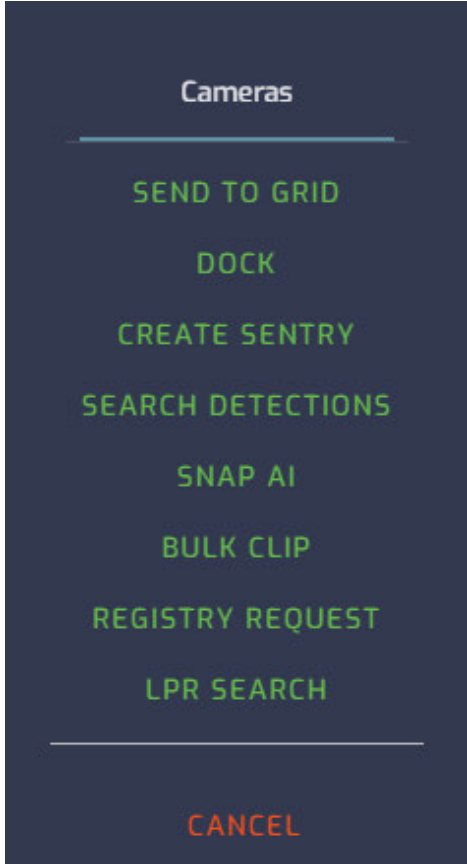 Cameras
SEND TO GRID
DOCK
CREATE SENTRY
SEARCH DETECTIONS
SNAP AI
BULK CLIP
REGISTRY REQUEST
LPR SEARCH
CANCEL